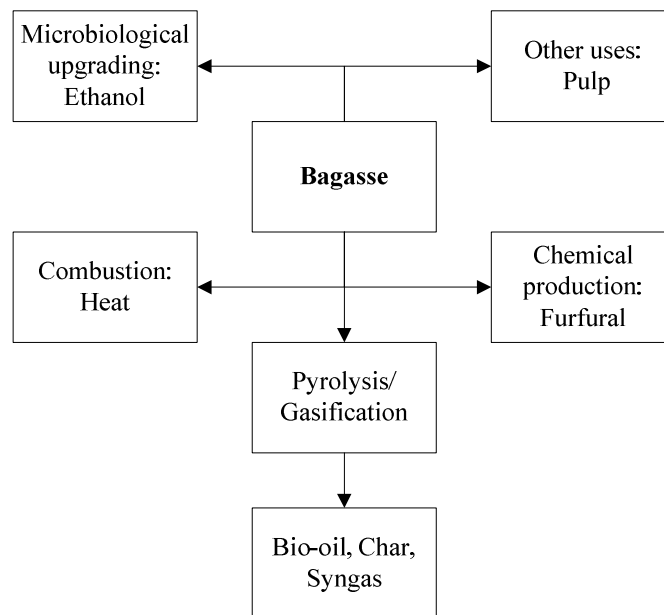 Microbiological
upgrading:
Ethanol
Other uses:
Pulp
Bagasse
Combustion:
Heat
Chemical
production:
Furfural
Pyrolysis/
Gasification
Bio-oil, Char,
Syngas